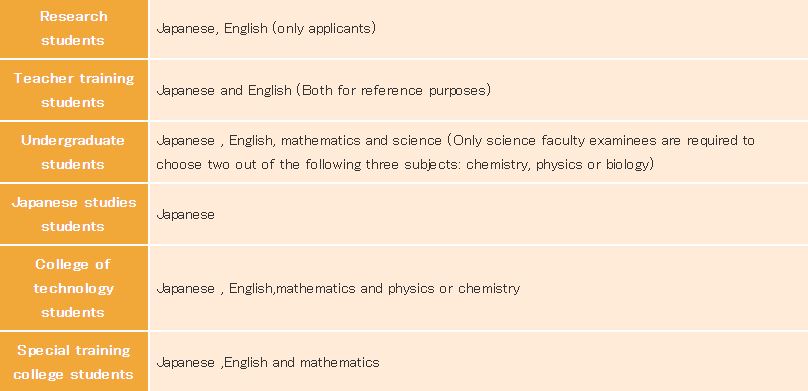 Research
students
Japanese, English (only applicants)
Teacher training
students
Japanese and English (Both for reference purposes)
Undergraduate
students
Japanese , English, mathematics and science (Only science faculty examinees are required to
choose two out of the following three subjects: chemistry, physics or biology)
Japanese studies
students
Japanese
College of
technology
students
Japanese , English,mathematics and physics or chemistry
Special training
college students
Japanese ,English and mathematics